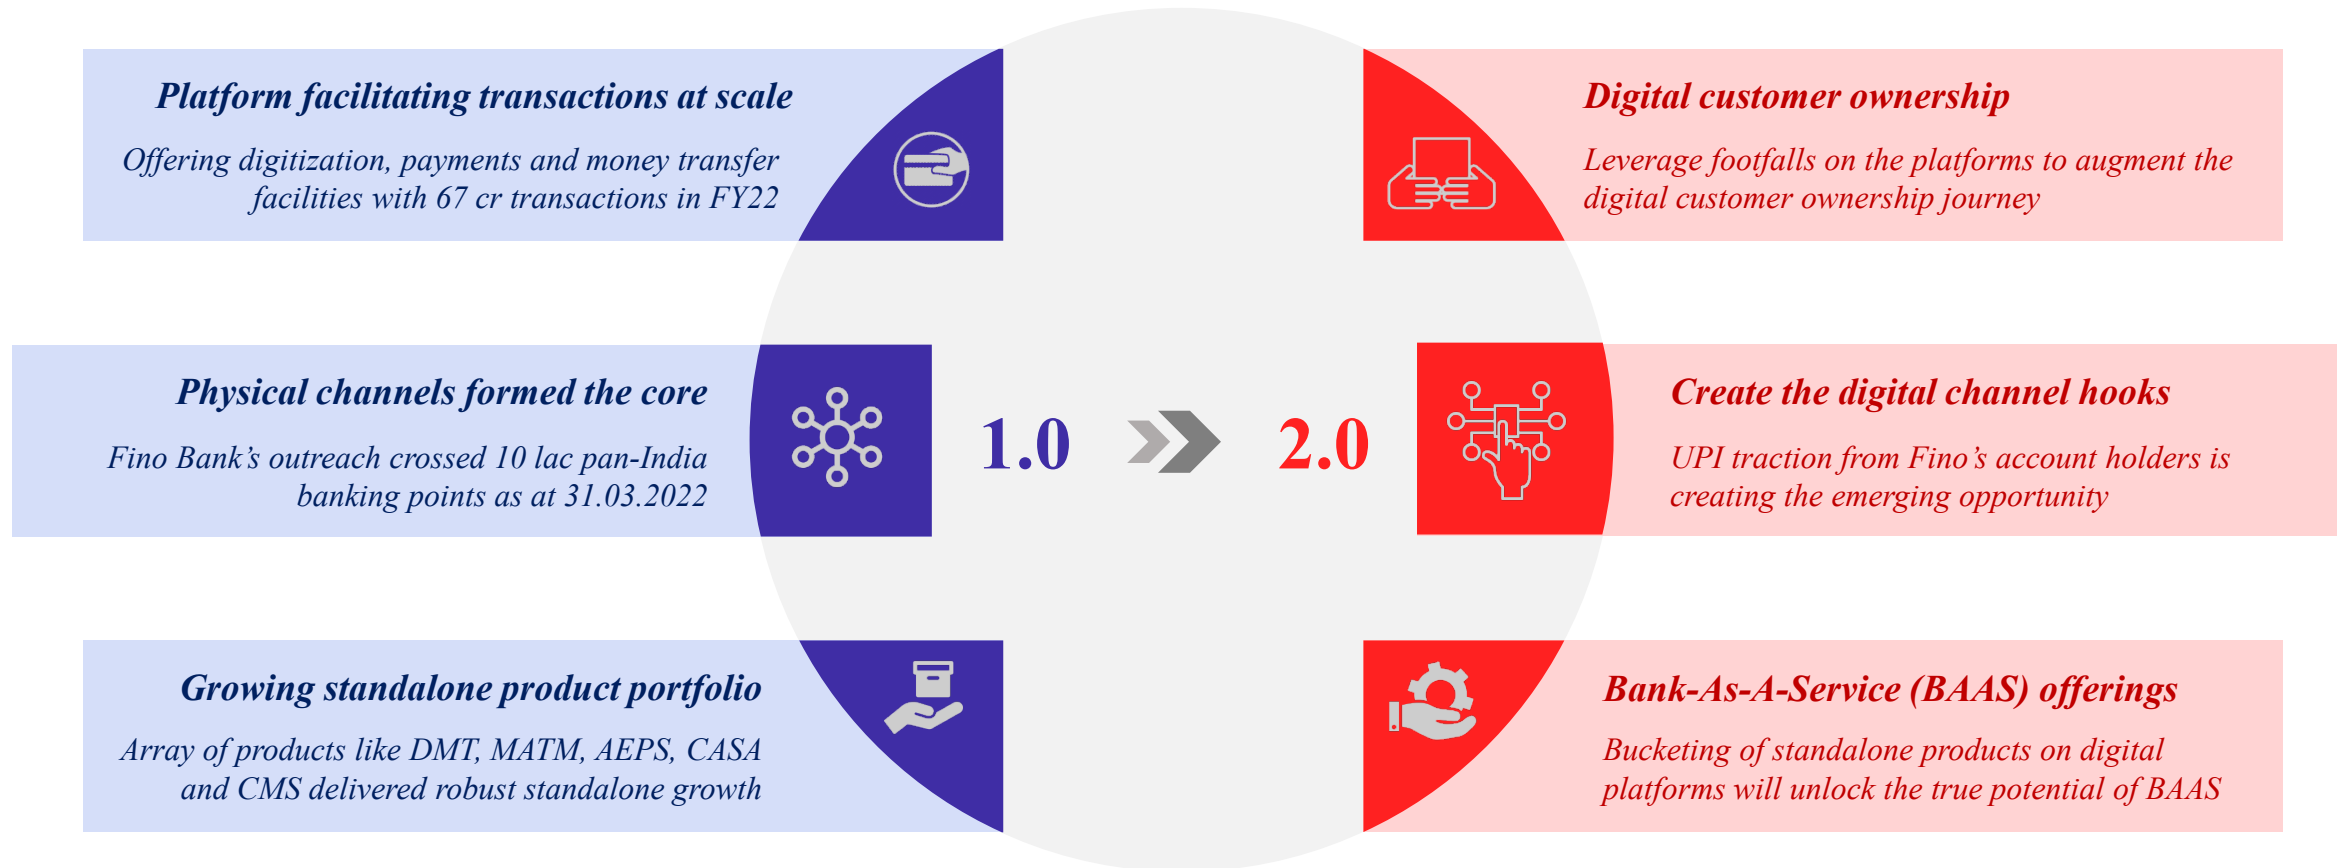 Platform facilitating transactions at scale
Offering digitization, payments and money transfer
facilities with 67 cr transactions in FY22
Physical channels formed the core
Fino Bank’s outreach crossed 10 lac pan-India
banking points as at 31.03.2022
Growing standalone product portfolio
Array of products like DMT, MATM, AEPS, CASA
and CMS delivered robust standalone growth
1.0
2.0
Digital customer ownership
Leverage footfalls on the platforms to augment the
digital customer ownership journey
Create the digital channel hooks
UPI traction from Fino’s account holders is
creating the emerging opportunity
Bank-As-A-Service (BAAS) offerings
Bucketing of standalone products on digital
platforms will unlock the true potential of BAAS